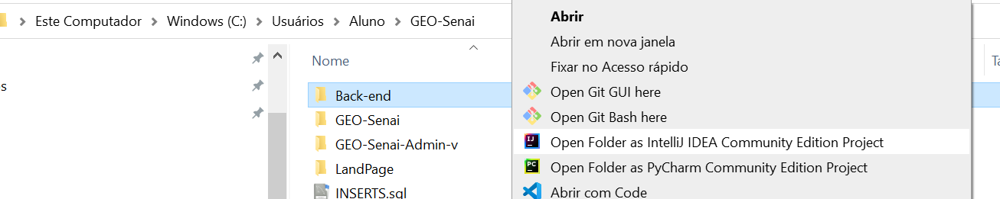 Este Computador > Windows (C:) > Usuários > Aluno > GEO-Senai
Nome
s
Back-end
GEO-Senai
GEO-Senai-Admin-v
LandPage
INSERTS.sql
Abrir
Abrir em nova janela
Fixar no Acesso rápido
Open Git GUI here
Open Git Bash here
Open Folder as IntelliJ IDEA Community Edition Project
Open Folder as PyCharm Community Edition Project
Abrir com Code
Ta